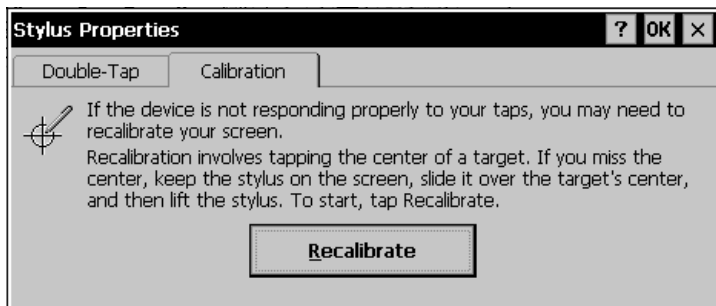 Stylus Properties ? OK ×
Double-Tap Calibration
If the device is not responding properly to your taps, you may need to
recalibrate your screen.
Recalibration involves tapping the center of a target. If you miss the
center, keep the stylus on the screen, slide it over the target's center,
and then lift the stylus. To start, tap Recalibrate.
Recalibrate